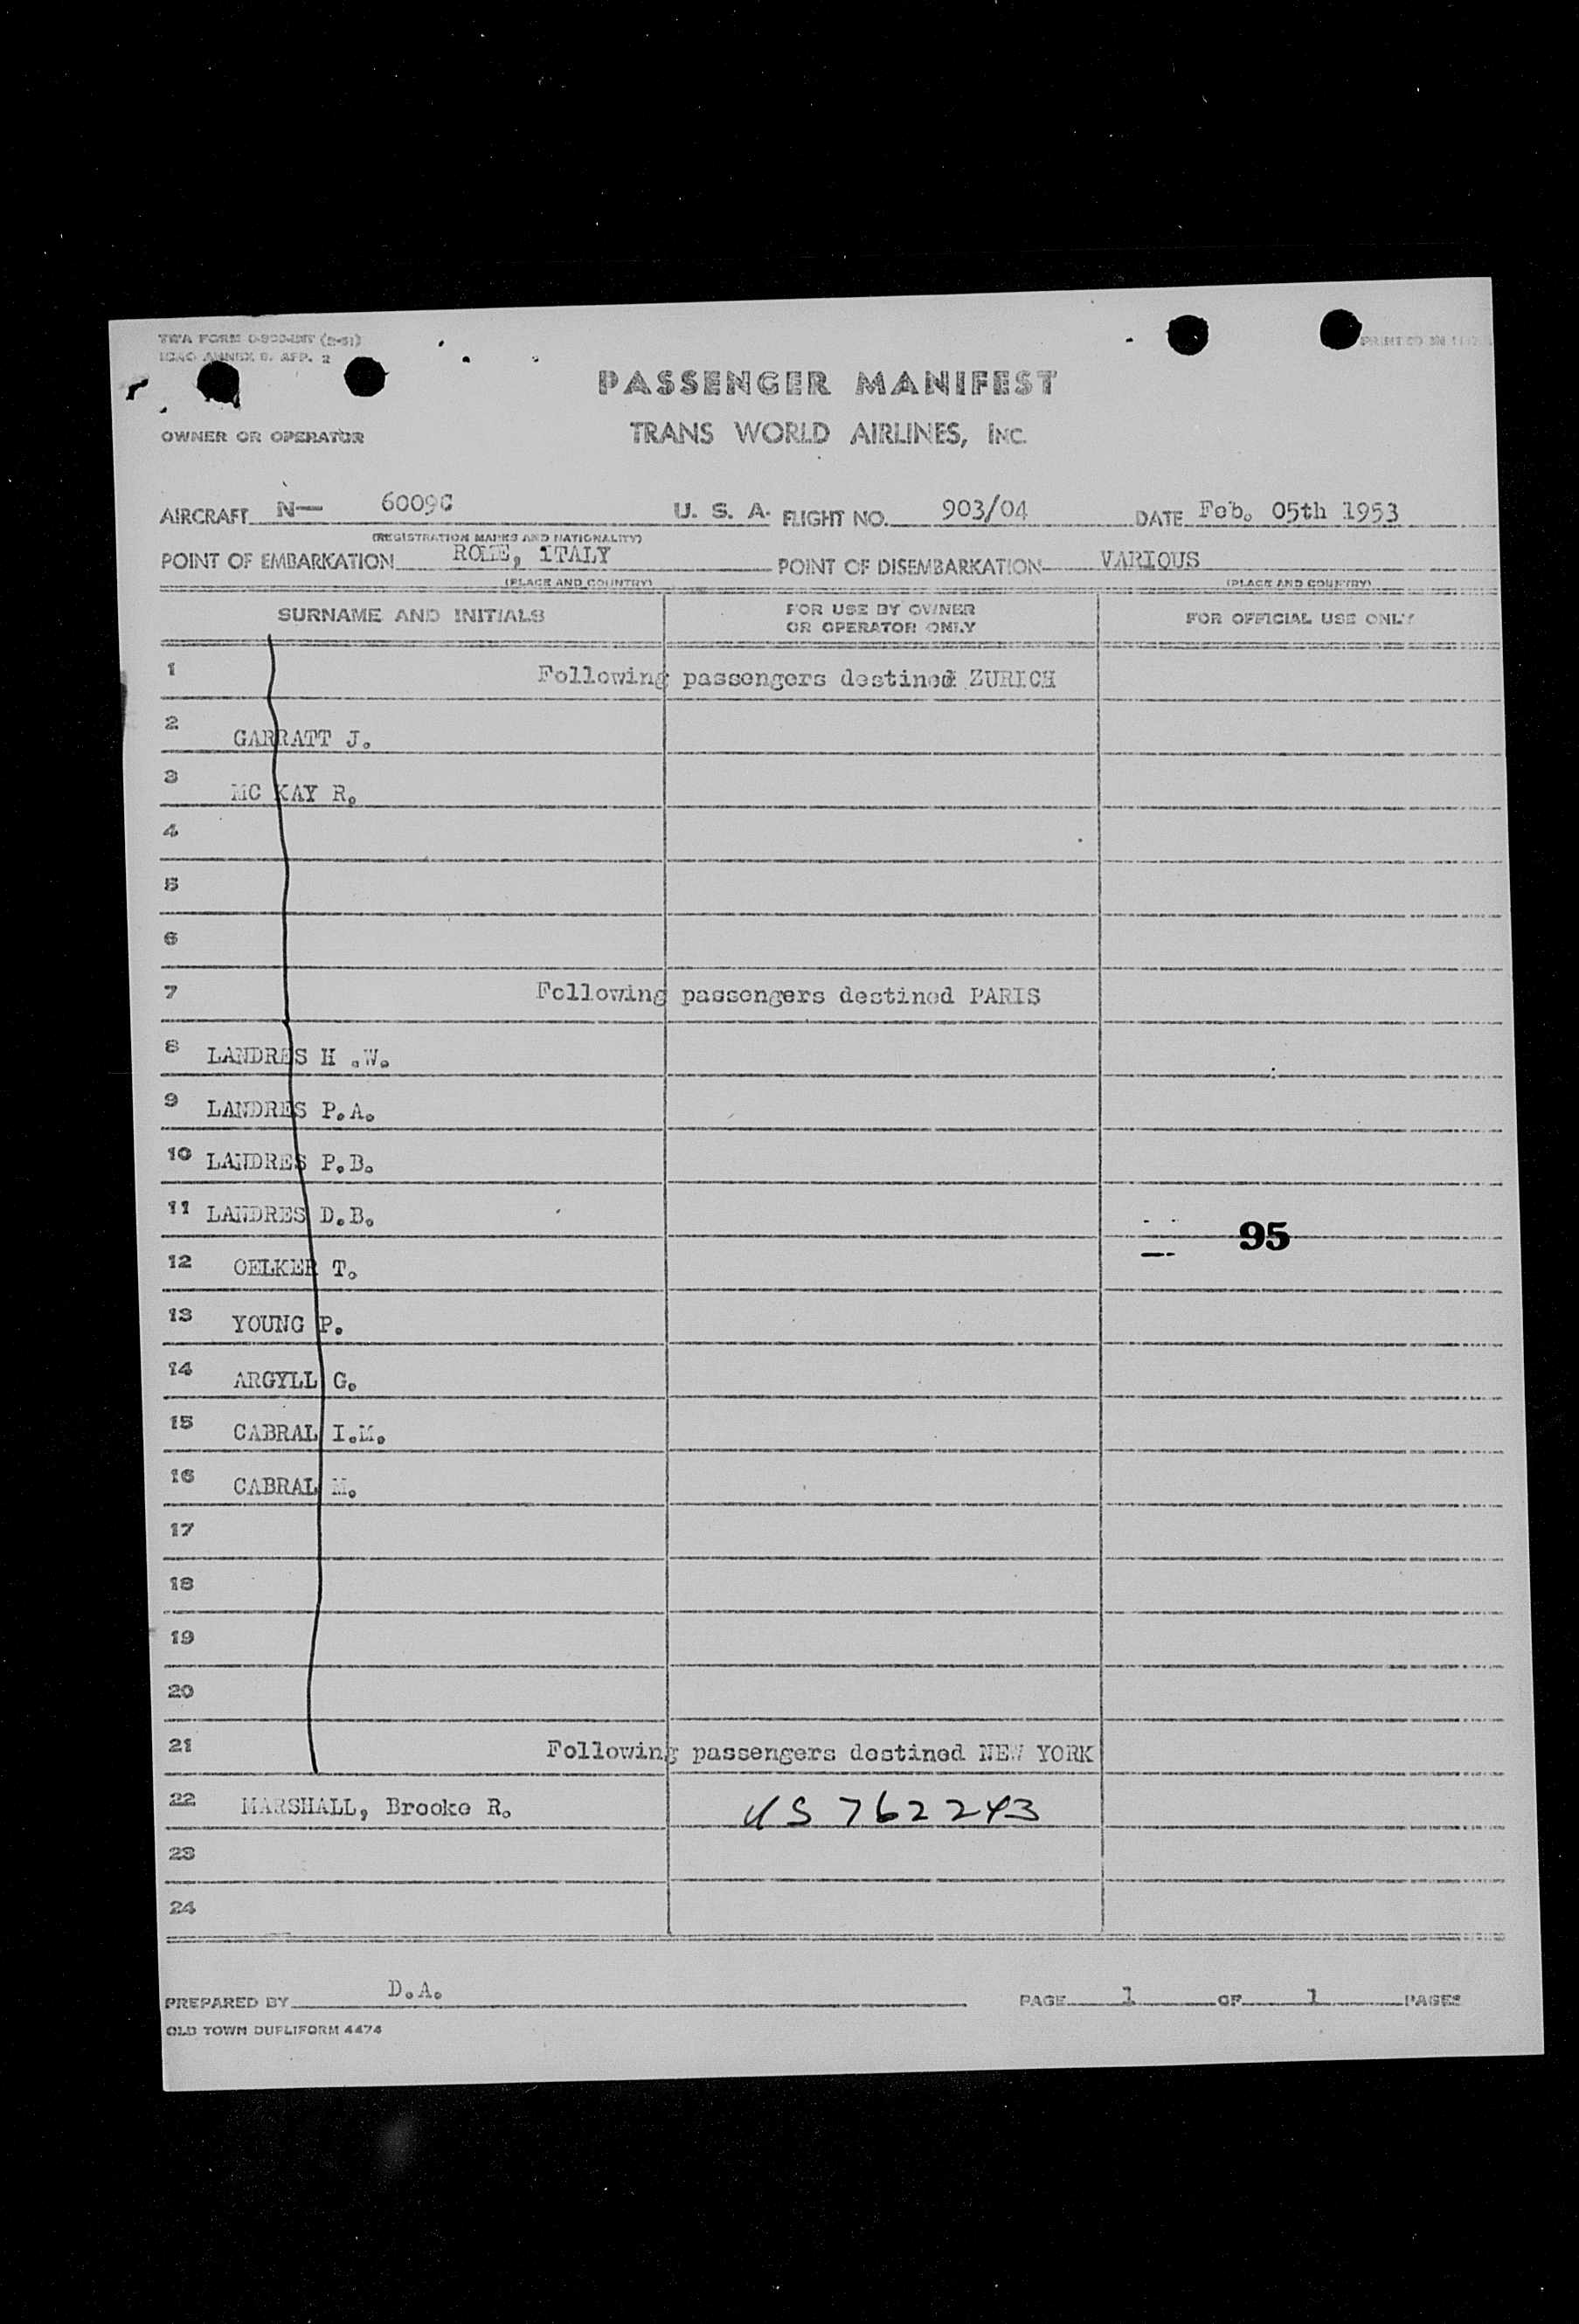 ICAO ANNEX 9. APP. 2
PASSENGER MANIFEST
OWNER OR OPERATOR
TRANS WORLD AIRLINES, INC.
AIRCRAFT N— 6009C U. S. A. FLIGHT NO. 903/04 DATE Feb. 05th 1953
(REGISTRATION MARKS AND NATIONALITY)
POINT OF EMBARKATION ROME, ITALY POINT OF DISEMBARKATION VARIOUS
(PLACE AND COUNTRY) (PLACE AND COUNTRY)
SURNAME AND INITIALS FOR USE BY OWNER OR OPERATOR ONLY FOR OFFICIAL USE ONLY
1 Following passengers destined ZURICH
2 GARRATT J.
3 MC KAY R.
4
5
6
7 Following passengers destined PARIS
8 LANDRES H .W.
9 LANDRES P.A.
10 LANDRES P.B.
11 LANDRES D.B.
95
12 OELKER T.
13 YOUNG P.
14 ARGYLL G.
15 CABRAL I.M.
16 CABRAL M.
17
18
19
20
21 Following passengers destined NEW YORK
22 MARSHALL, Brooke R. US 762243
23
24
PREPARED BY D.A. PAGE 1 OF 1 PAGES
OLD TOWN DUPLIFORM 4474